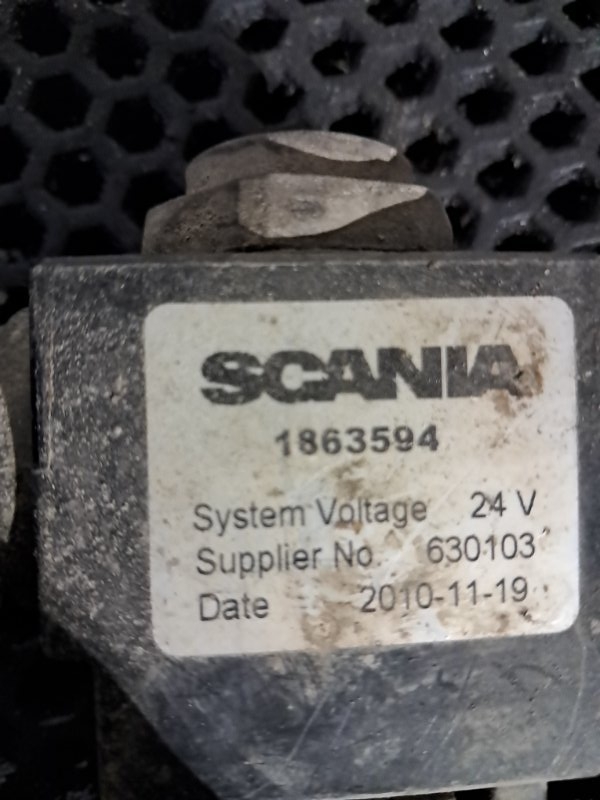 SCANIA
1863594
System Voltage 24 V
Supplier No. 630103
Date 2010-11-19